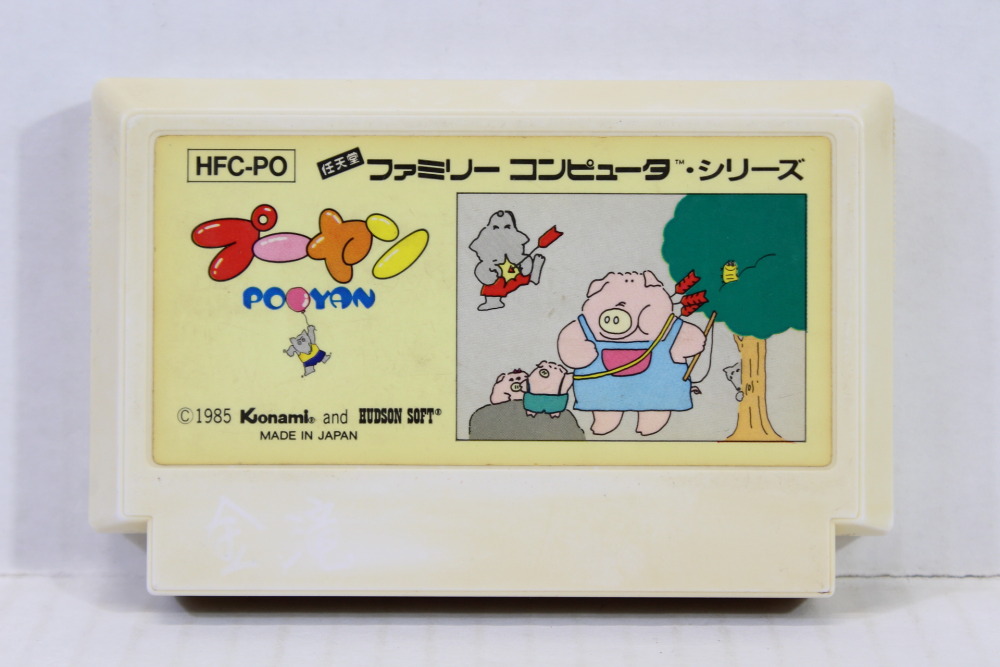 HFC-PO
任天堂 ファミリー コンピュータ™・シリーズ
プーヤン
POOYAN
©1985 Konami® and HUDSON SOFT®
MADE IN JAPAN